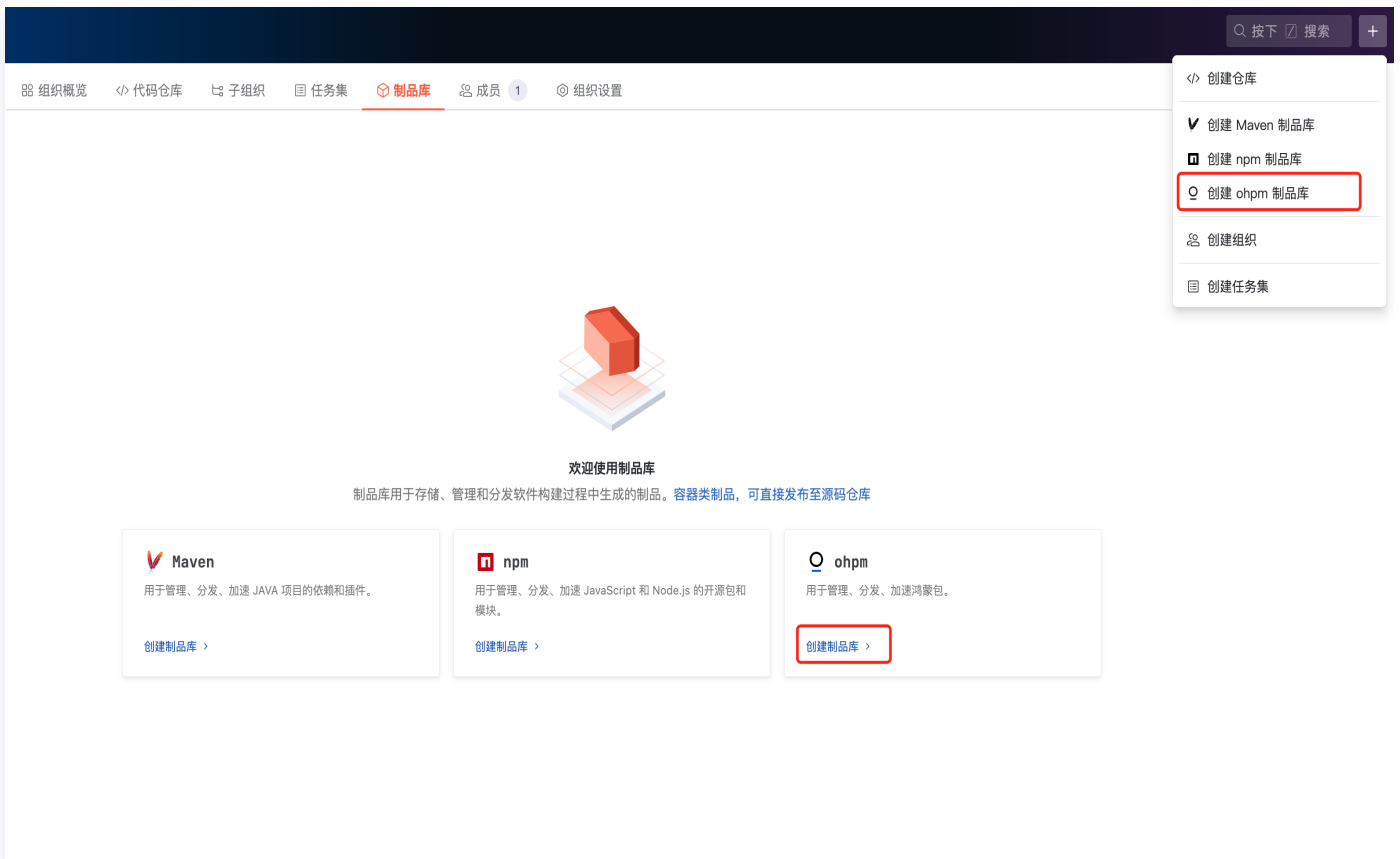 按下 / 搜索 +
组织概览 </> 代码仓库 子组织 任务集 制品库 成员 1 组织设置
</> 创建仓库
创建 Maven 制品库
创建 npm 制品库
创建 ohpm 制品库
创建组织
创建任务集
欢迎使用制品库
制品库用于存储、管理和分发软件构建过程中生成的制品。容器类制品，可直接发布至源码仓库
Maven
用于管理、分发、加速 JAVA 项目的依赖和插件。
创建制品库 >
npm
用于管理、分发、加速 JavaScript 和 Node.js 的开源包和
模块。
创建制品库 >
ohpm
用于管理、分发、加速鸿蒙包。
创建制品库 >